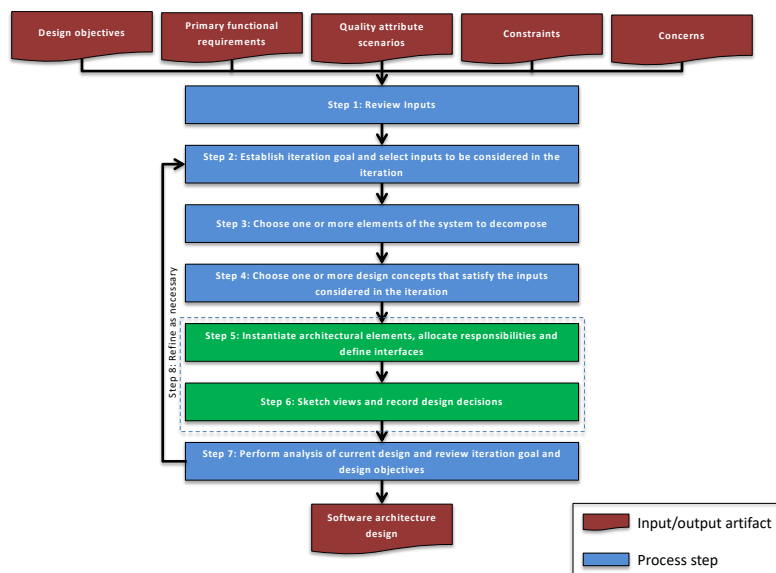 Design objectives
Primary functional
requirements
Quality attribute
scenarios
Constraints
Concerns
Step 1: Review Inputs
Step 2: Establish iteration goal and select inputs to be considered in the
iteration
Step 3: Choose one or more elements of the system to decompose
Step 4: Choose one or more design concepts that satisfy the inputs
considered in the iteration
Step 8: Refine as necessary
Step 5: Instantiate architectural elements, allocate responsibilities and
define interfaces
Step 6: Sketch views and record design decisions
Step 7: Perform analysis of current design and review iteration goal and
design objectives
Software architecture
design
Input/output artifact
Process step